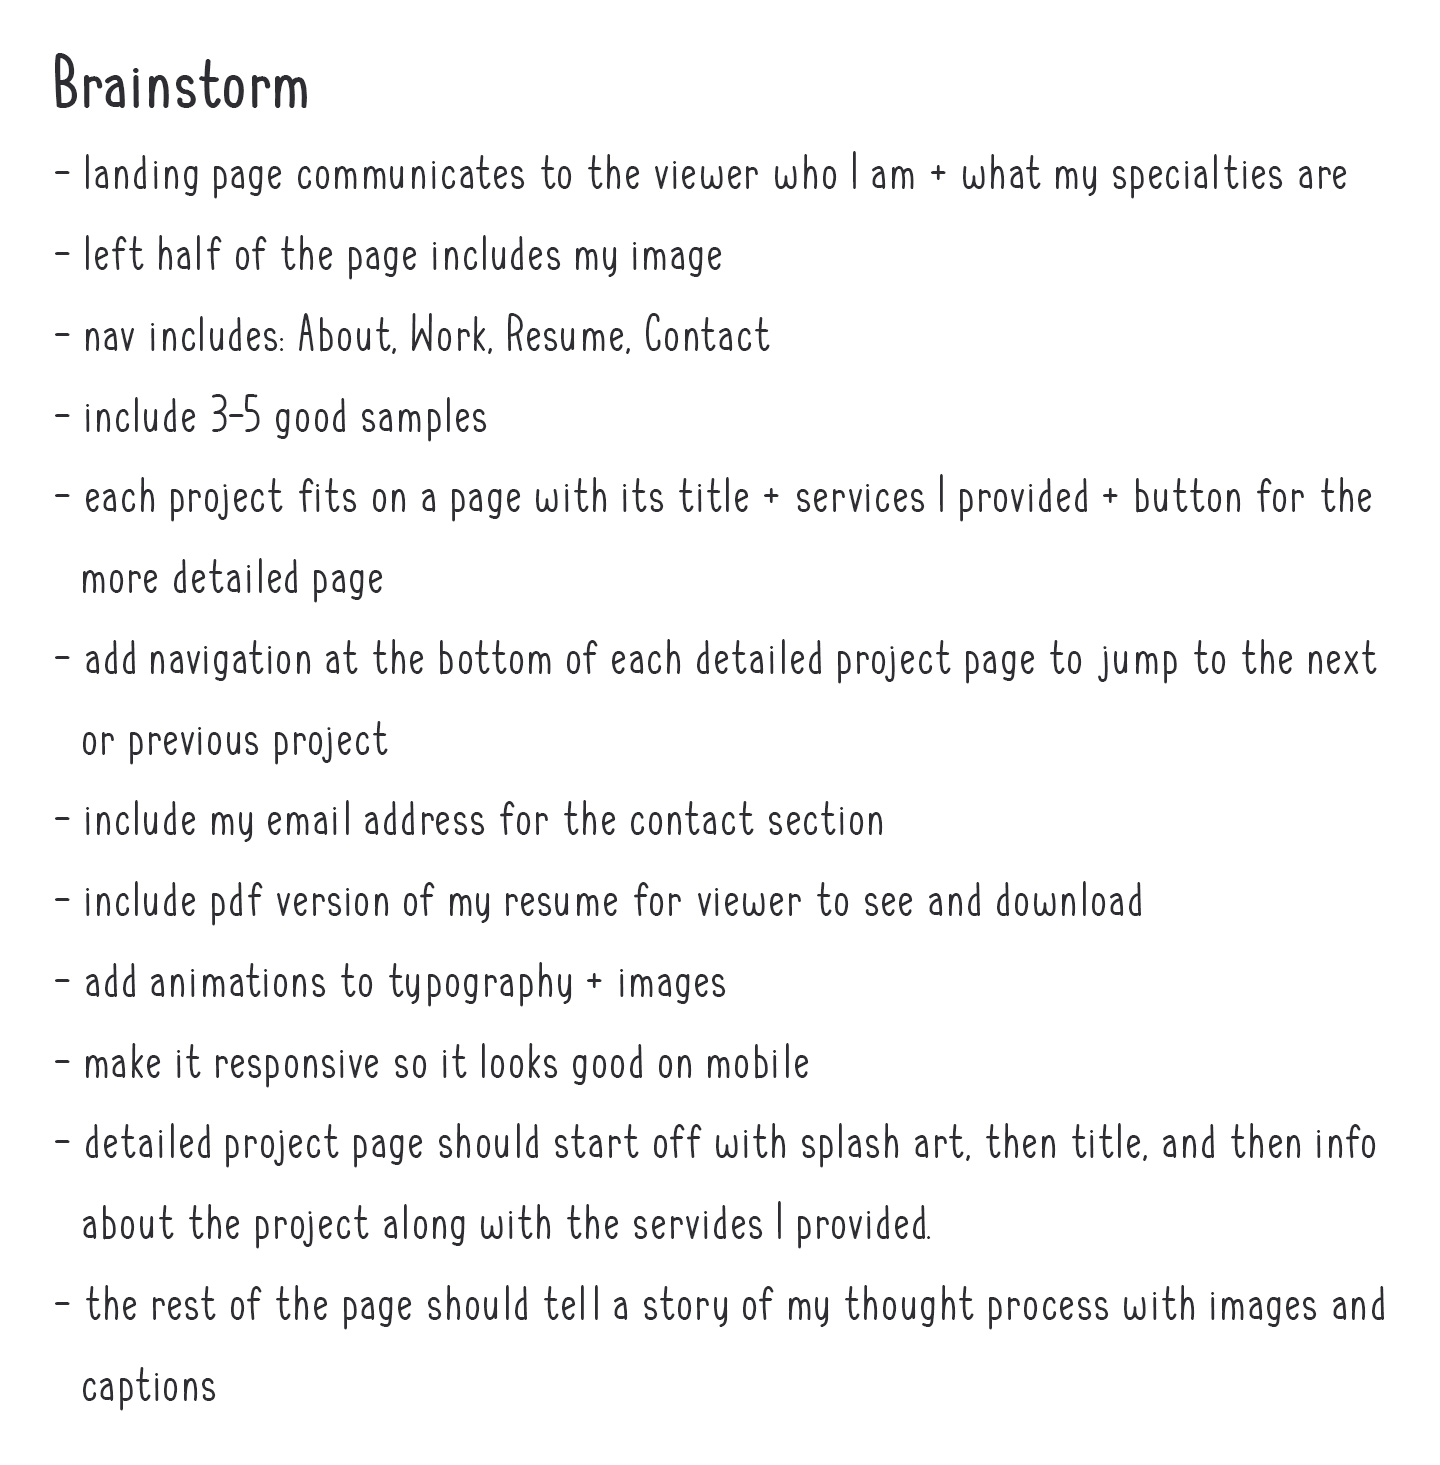 Brainstorm
- landing page communicates to the viewer who I am + what my specialties are
- left half of the page includes my image
- nav includes: About, Work, Resume, Contact
- include 3-5 good samples
- each project fits on a page with its title + services I provided + button for the
more detailed page
- add navigation at the bottom of each detailed project page to jump to the next
or previous project
- include my email address for the contact section
- include pdf version of my resume for viewer to see and download
- add animations to typography + images
- make it responsive so it looks good on mobile
- detailed project page should start off with splash art, then title, and then info
about the project along with the servides I provided.
- the rest of the page should tell a story of my thought process with images and
captions